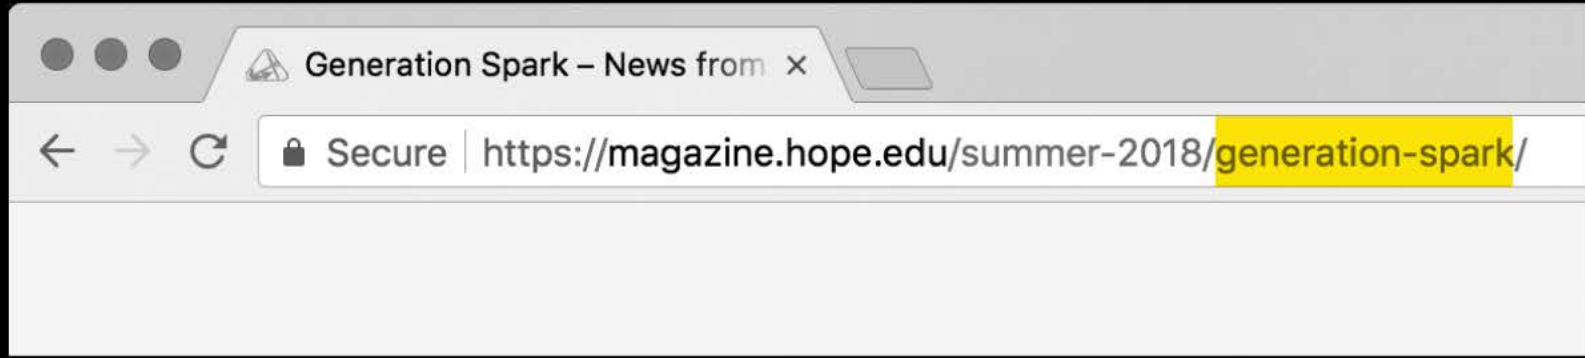 Generation Spark – News from
Secure https://magazine.hope.edu/summer-2018/generation-spark/